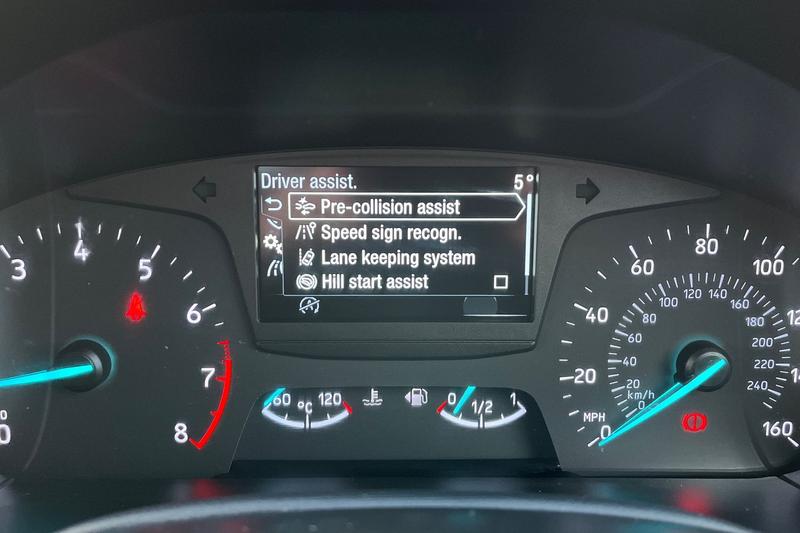 Driver assist. 5°
Pre-collision assist
Speed sign recogn.
Lane keeping system
Hill start assist
3 4 5 6 7 8
60 °C 120
0 1/2 1
0 20 40 60 80 100 160
MPH
0 20 40 60 80 100 120 140 160 180 200 220 240
km/h